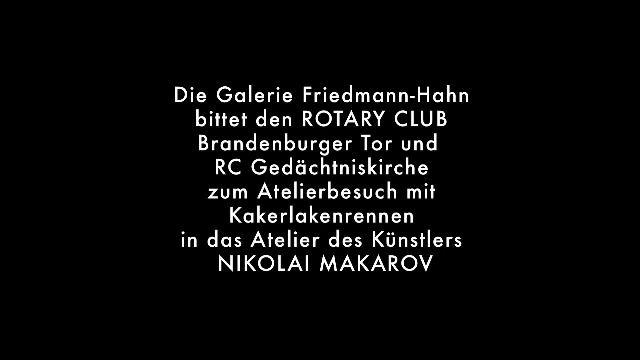 Die Galerie Friedmann-Hahn
bittet den ROTARY CLUB
Brandenburger Tor und
RC Gedächtniskirche
zum Atelierbesuch mit
Kakerlakenrennen
in das Atelier des Künstlers
NIKOLAI MAKAROV